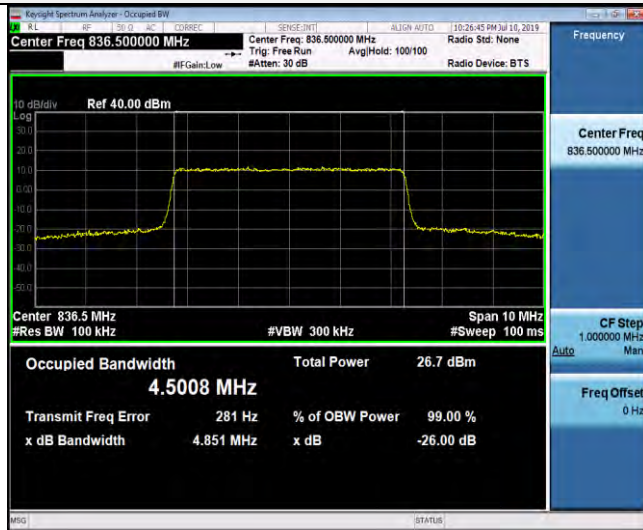 Keysight Spectrum Analyzer - Occupied BW
RL RF 50 Ω AC CORREC SENSE:INT ALIGN AUTO 10:26:45 PM Jul 10, 2019
Center Freq 836.500000 MHz
Center Freq: 836.500000 MHz
Radio Std: None
Trig: Free Run Avg|Hold: 100/100
#IFGain:Low #Atten: 30 dB Radio Device: BTS
10 dB/div Ref 40.00 dBm
Log
30.0
20.0
10.0
0.00
-10.0
-20.0
-30.0
-40.0
-50.0
Center 836.5 MHz Span 10 MHz
#Res BW 100 kHz #VBW 300 kHz #Sweep 100 ms
Occupied Bandwidth Total Power 26.7 dBm
4.5008 MHz
Transmit Freq Error 281 Hz % of OBW Power 99.00 %
x dB Bandwidth 4.851 MHz x dB -26.00 dB
Frequency
Center Freq
836.500000 MHz
CF Step
1.000000 MHz
Auto Man
Freq Offset
0 Hz
MSG STATUS